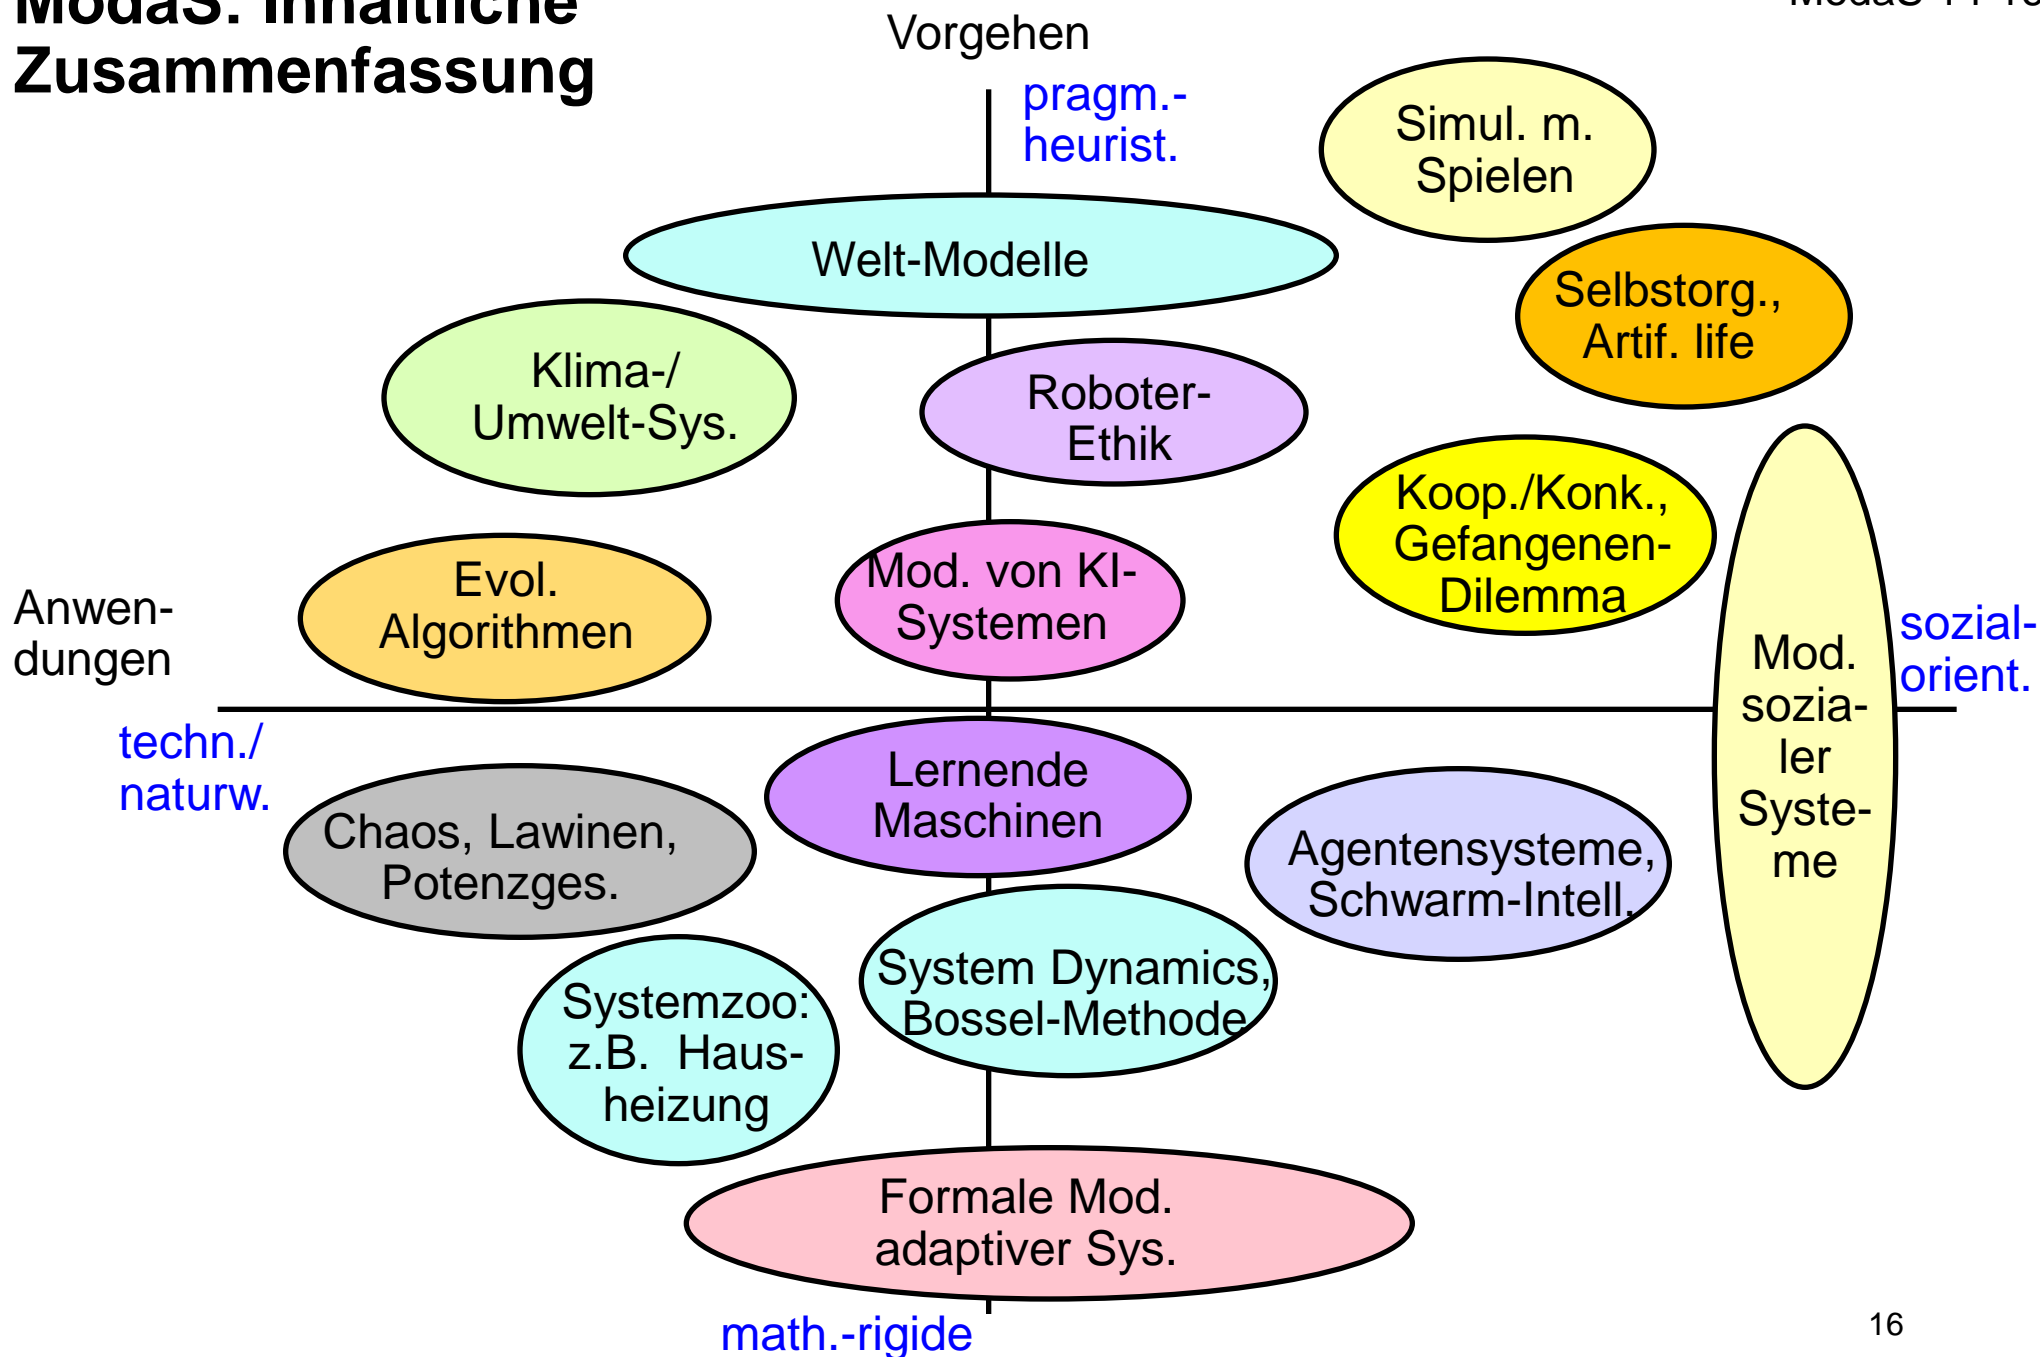 ModaS: Inhaltliche
Zusammenfassung
Vorgehen
pragm.-
heurist.
Simul. m.
Spielen
Welt-Modelle
Selbstorg.,
Artif. life
Klima-/
Umwelt-Sys.
Roboter-
Ethik
Koop./Konk.,
Gefangenen-
Dilemma
Evol.
Algorithmen
Mod. von KI-
Systemen
Anwen-
dungen
sozial-
orient.
Mod.
sozia-
ler
Syste-
me
techn./
naturw.
Lernende
Maschinen
Chaos, Lawinen,
Potenzges.
Agentensysteme,
Schwarm-Intell.
System Dynamics,
Bossel-Methode
Systemzoo:
z.B.  Haus-
heizung
Formale Mod.
adaptiver Sys.
math.-rigide
16